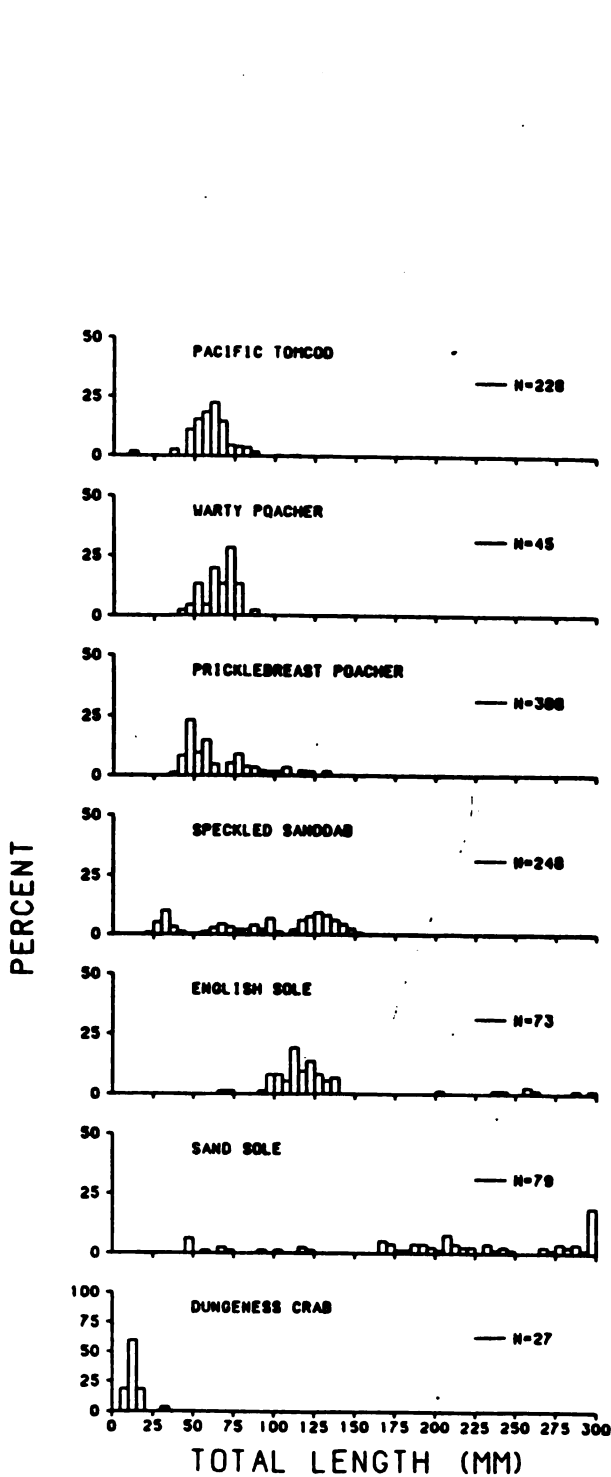 50
PACIFIC TOMCOD
25
N=228
0
50
WARTY POACHER
25
N=45
0
50
PRICKLEBREAST POACHER
25
0
50
SPECKLED SANDDAB
25
N=248
0
PERCENT
50
ENGLISH SOLE
25
N=73
0
50
SAND SOLE
25
N=79
0
100
DUNGENESS CRAB
75
N=27
50
25
0
0 25 50 75 100 125 150 175 200 225 250 275 300
TOTAL LENGTH (MM)